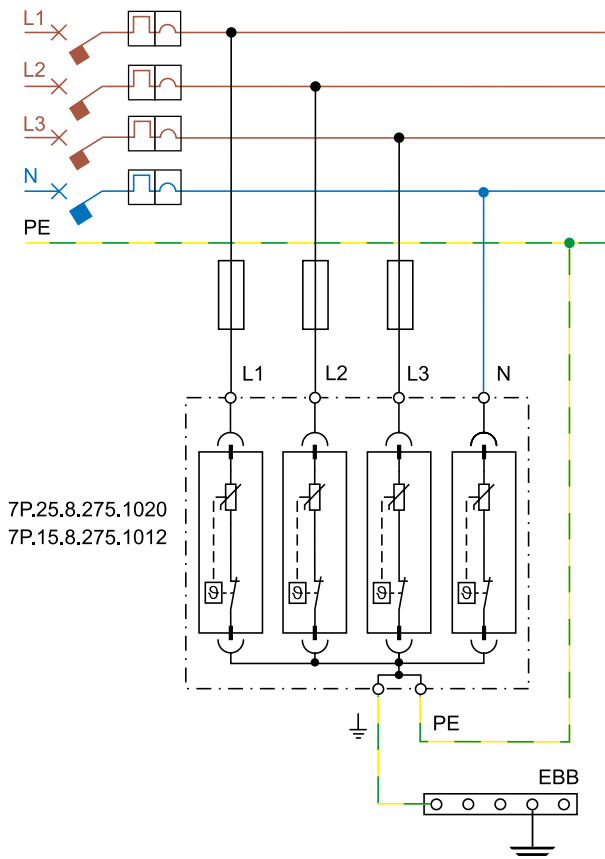 L1
L2
L3
N
PE
L1 L2 L3 N
7P.25.8.275.1020
7P.15.8.275.1012
ϑ ϑ ϑ ϑ
PE
EBB